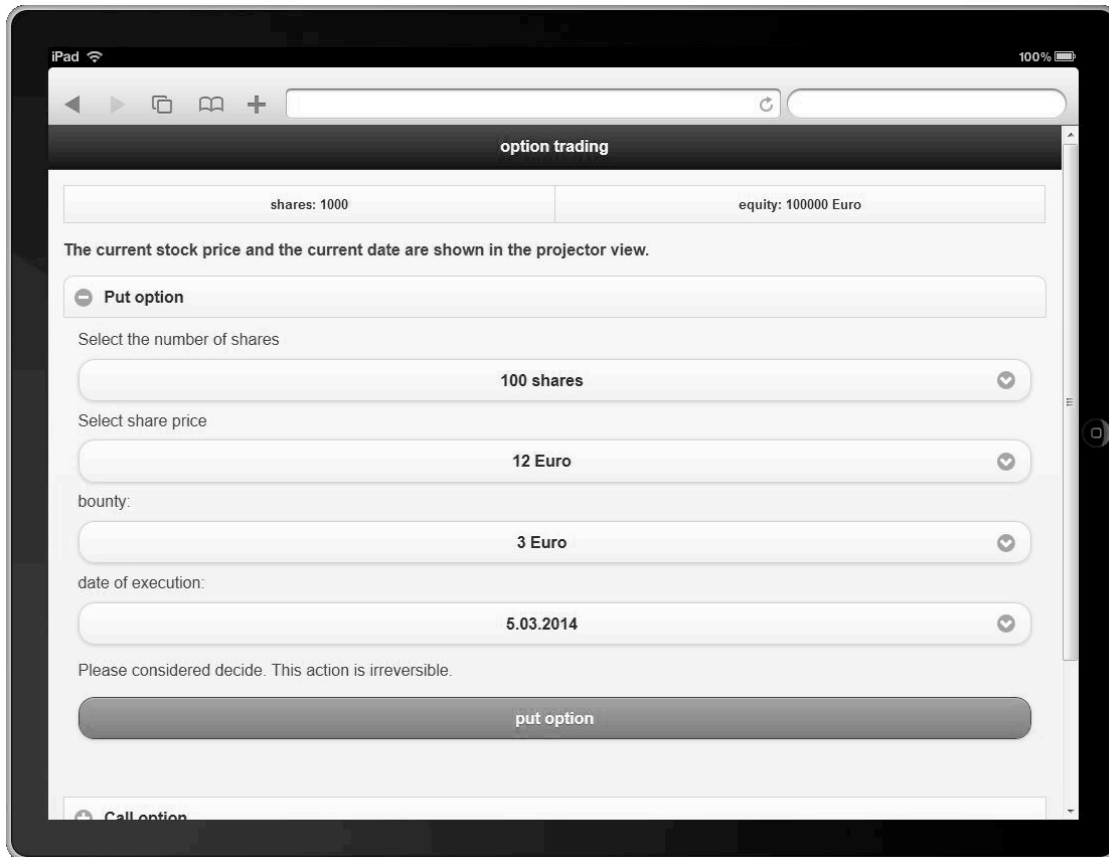 iPad 100%
option trading
shares: 1000 equity: 100000 Euro
The current stock price and the current date are shown in the projector view.
Put option
Select the number of shares
100 shares
Select share price
12 Euro
bounty:
3 Euro
date of execution:
5.03.2014
Please considered decide. This action is irreversible.
put option
Call option